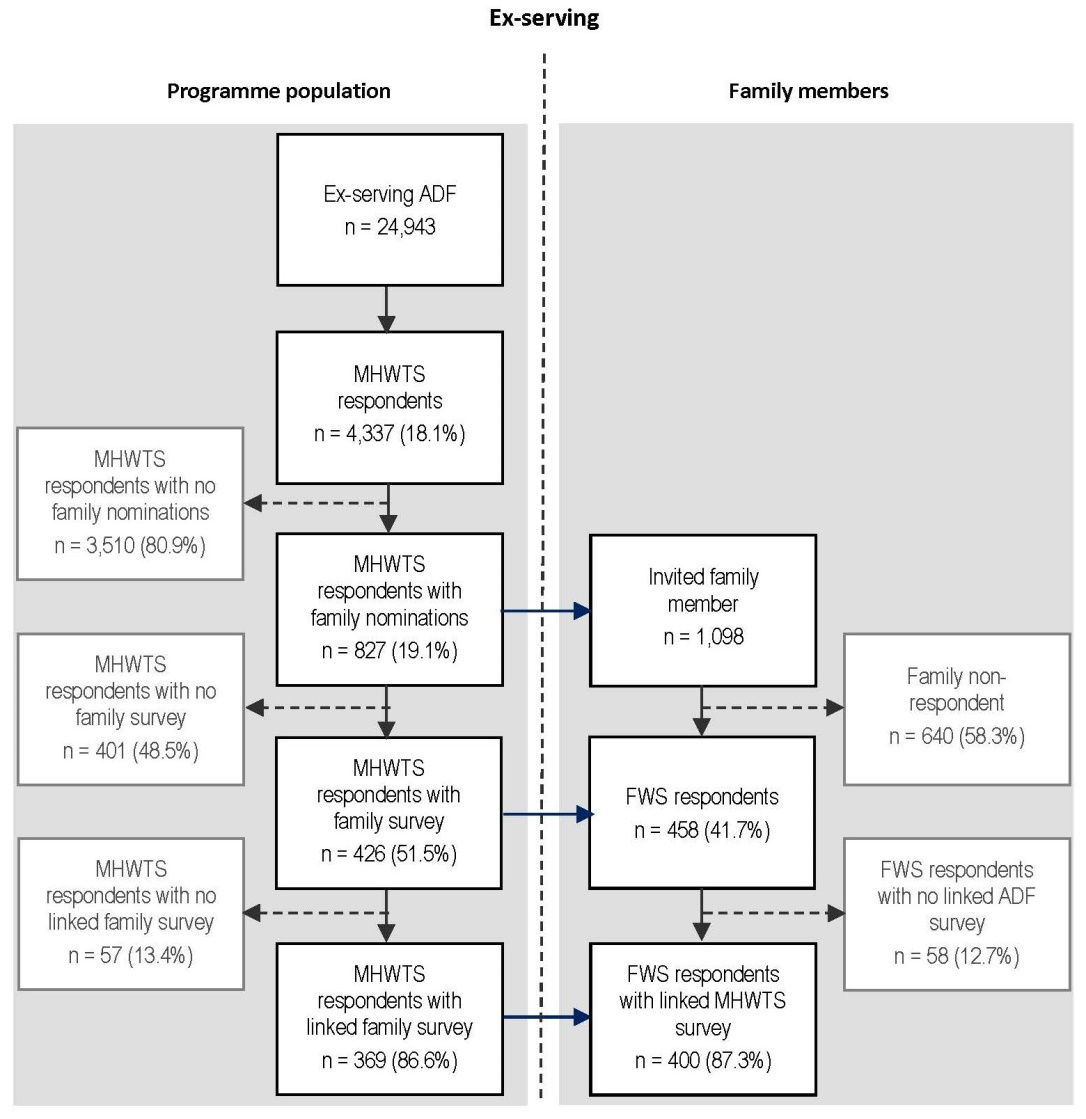 Ex-serving
Programme population
Family members
Ex-serving ADF
n = 24,943
MHWTS
respondents
n = 4,337 (18.1%)
MHWTS
respondents with no
family nominations
n = 3,510 (80.9%)
MHWTS
respondents with
family nominations
n = 827 (19.1%)
Invited family
member
n = 1,098
MHWTS
respondents with no
family survey
n = 401 (48.5%)
Family non-
respondent
n = 640 (58.3%)
MHWTS
respondents with
family survey
n = 426 (51.5%)
FWS respondents
n = 458 (41.7%)
MHWTS
respondents with no
linked family survey
n = 57 (13.4%)
FWS respondents
with no linked ADF
survey
n = 58 (12.7%)
MHWTS
respondents with
linked family survey
n = 369 (86.6%)
FWS respondents
with linked MHWTS
survey
n = 400 (87.3%)